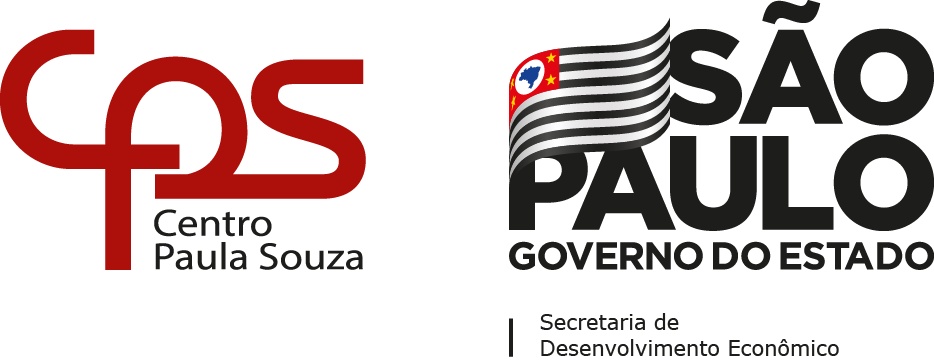 cps
Centro
Paula Souza
SÃO
PAULO
GOVERNO DO ESTADO
Secretaria de
Desenvolvimento Econômico